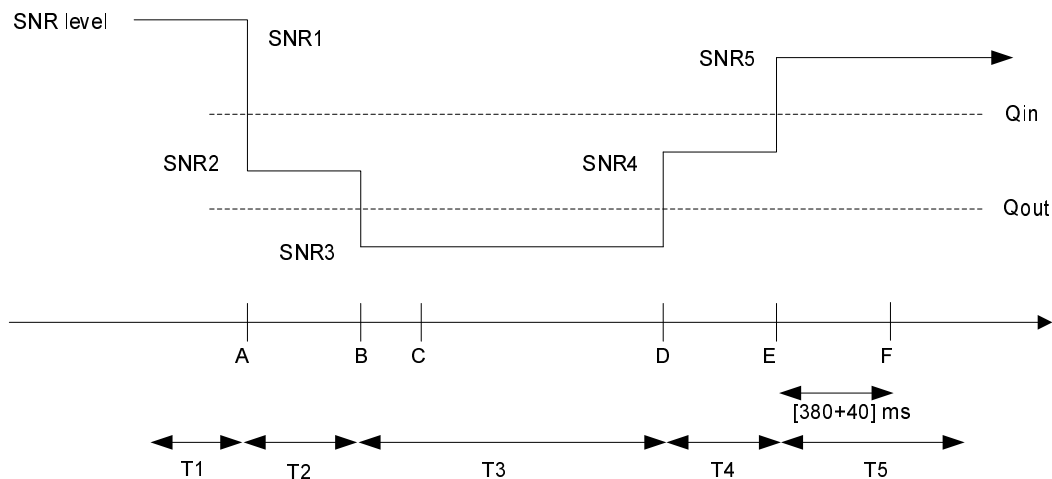 SNR level
SNR1
SNR5
Qin
SNR2
SNR4
Qout
SNR3
A
B
C
D
E
F
[380+40] ms
T1
T2
T3
T4
T5